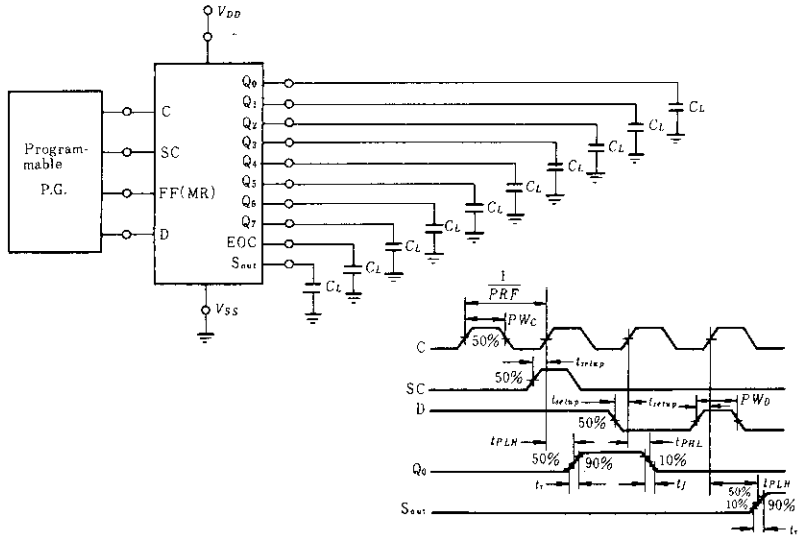 V_DD
Program-
mable
P.G.
C
SC
FF(MR)
D
Q₀
Q₁
Q₂
Q₃
Q₄
Q₅
Q₆
Q₇
EOC
S_out
V_SS
C_L
C_L
C_L
C_L
C_L
C_L
C_L
C_L
C_L
C_L
1
PRF
PW_C
50%
C
t_setup
50%
SC
D
t_setup
t_setup
PW_D
50%
t_PLH
t_PHL
50%
90%
10%
Q₀
t_r
t_f
50%
t_PLH
10%
90%
S_out
t_r